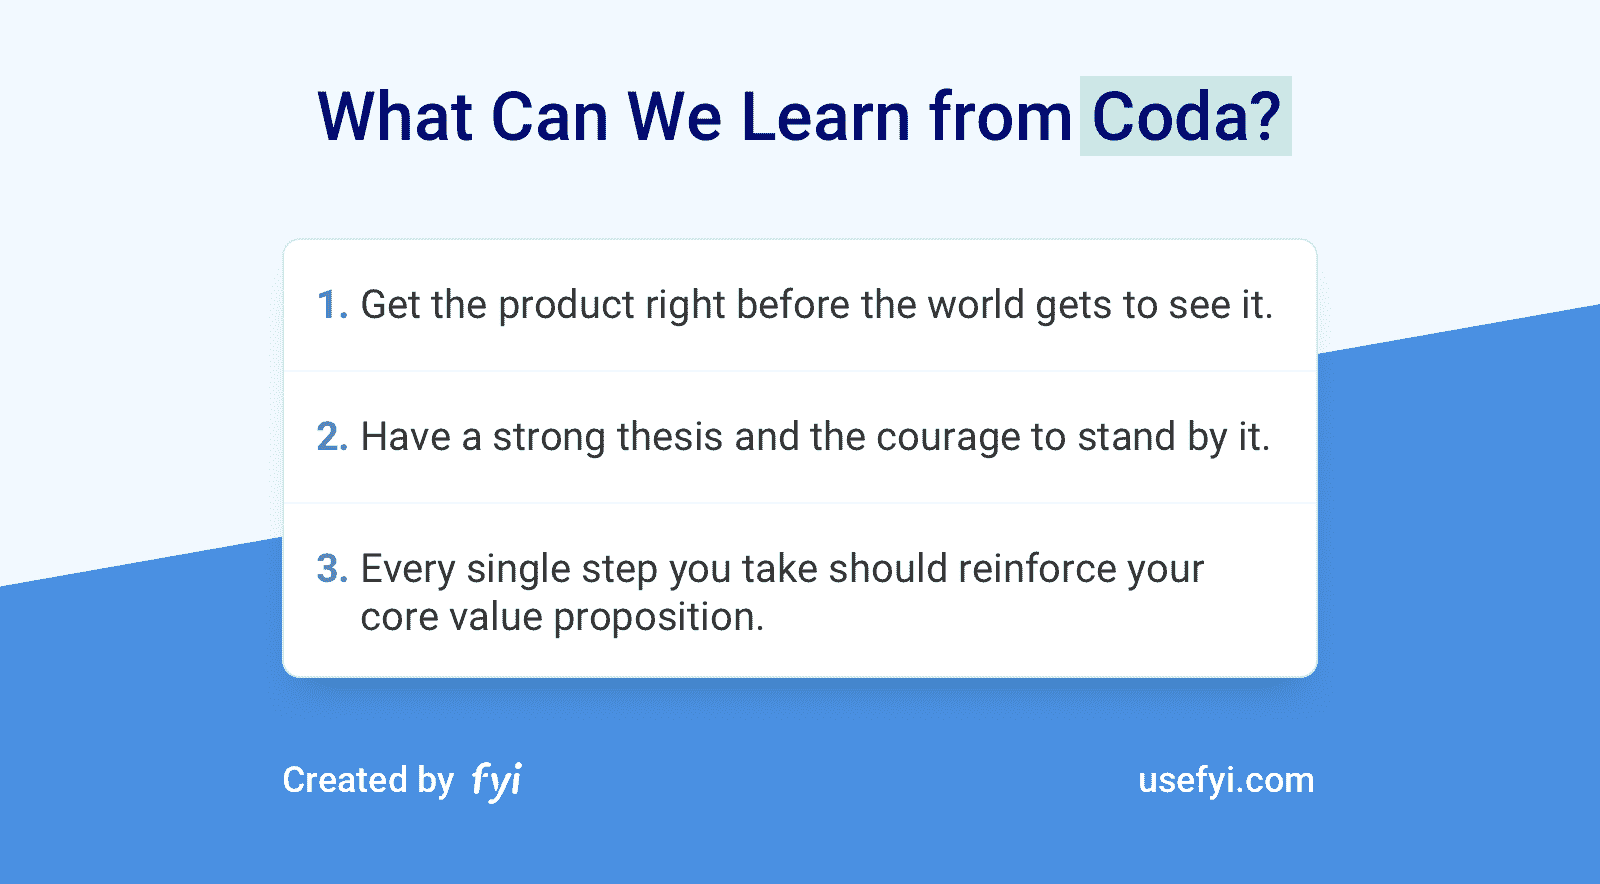 What Can We Learn from Coda?
1. Get the product right before the world gets to see it.
2. Have a strong thesis and the courage to stand by it.
3. Every single step you take should reinforce your
core value proposition.
Created by fyi
usefyi.com